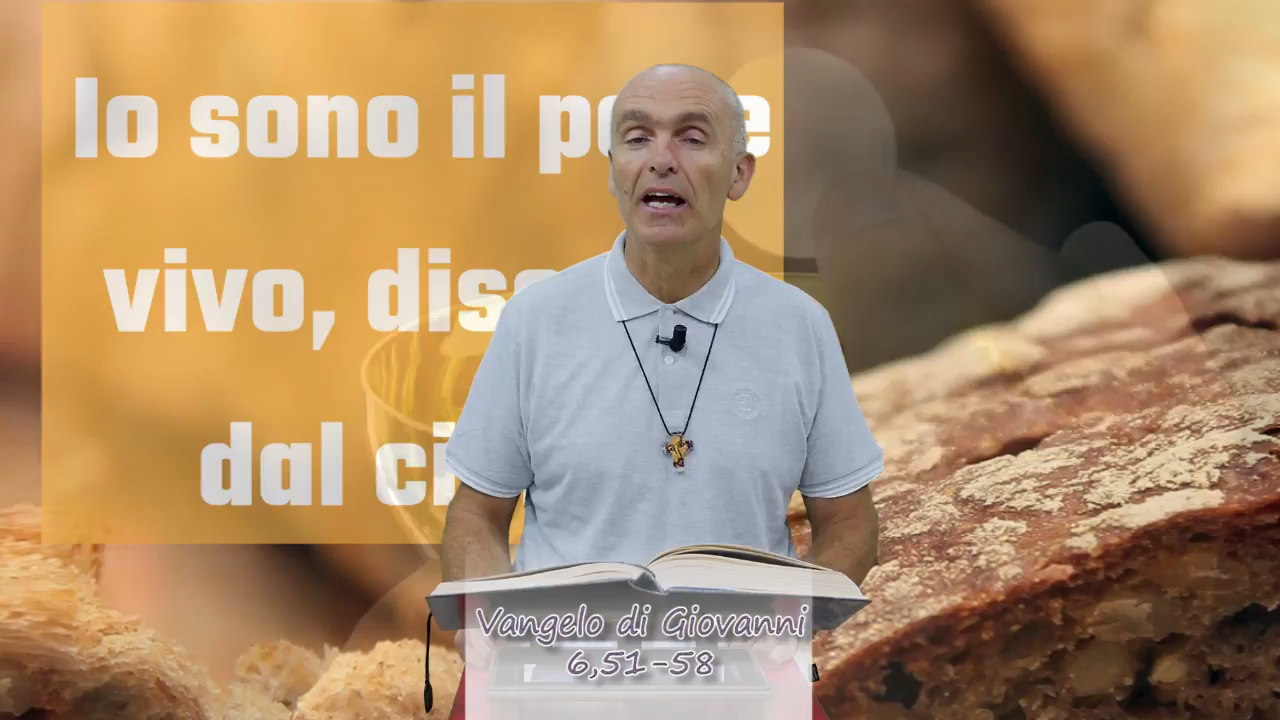 Io sono il
vivo,
dal
Vangelo di Giovanni
6,51-58